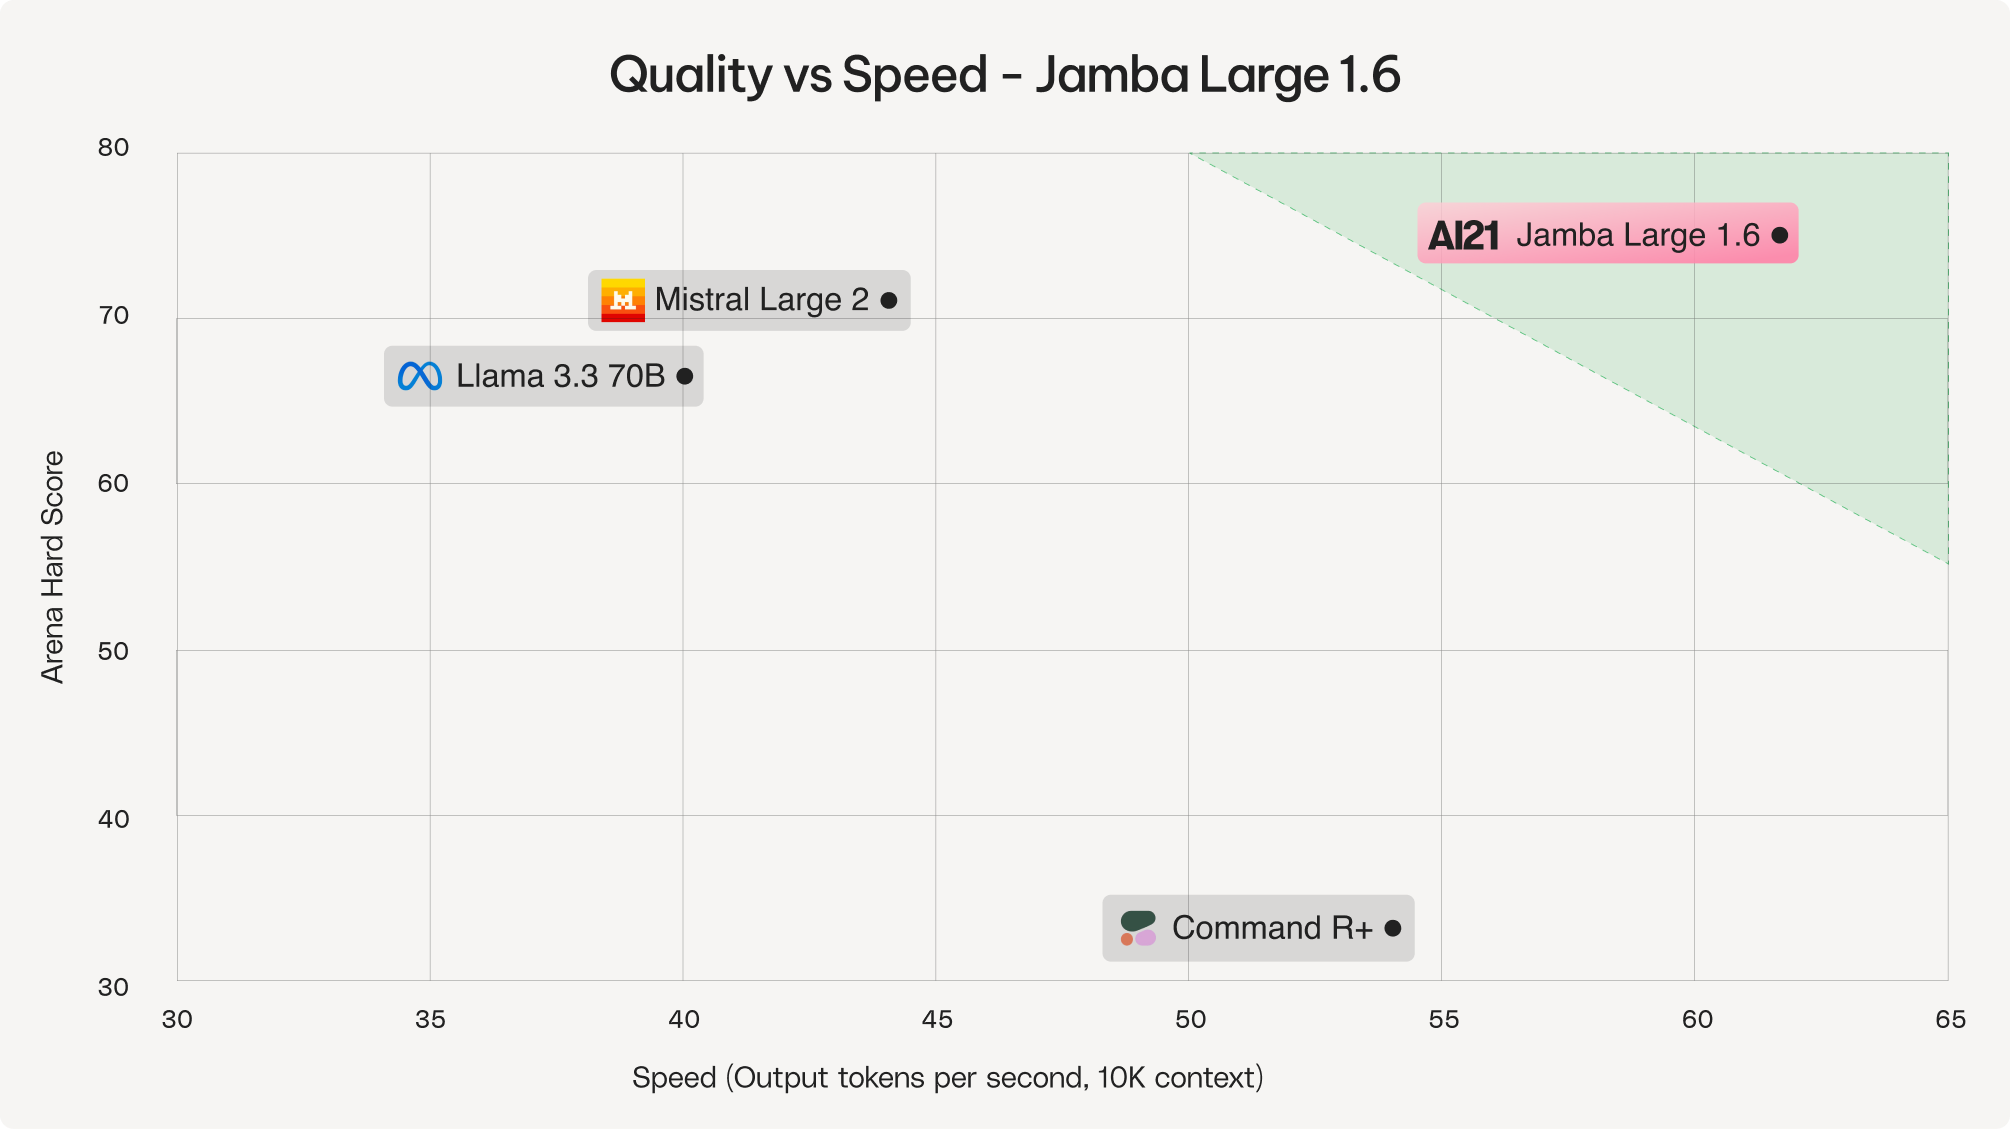 Quality vs Speed - Jamba Large 1.6
80
AI21 Jamba Large 1.6
Mistral Large 2
70
Llama 3.3 70B
60
Arena Hard Score
50
40
Command R+
30
30 35 40 45 50 55 60 65
Speed (Output tokens per second, 10K context)